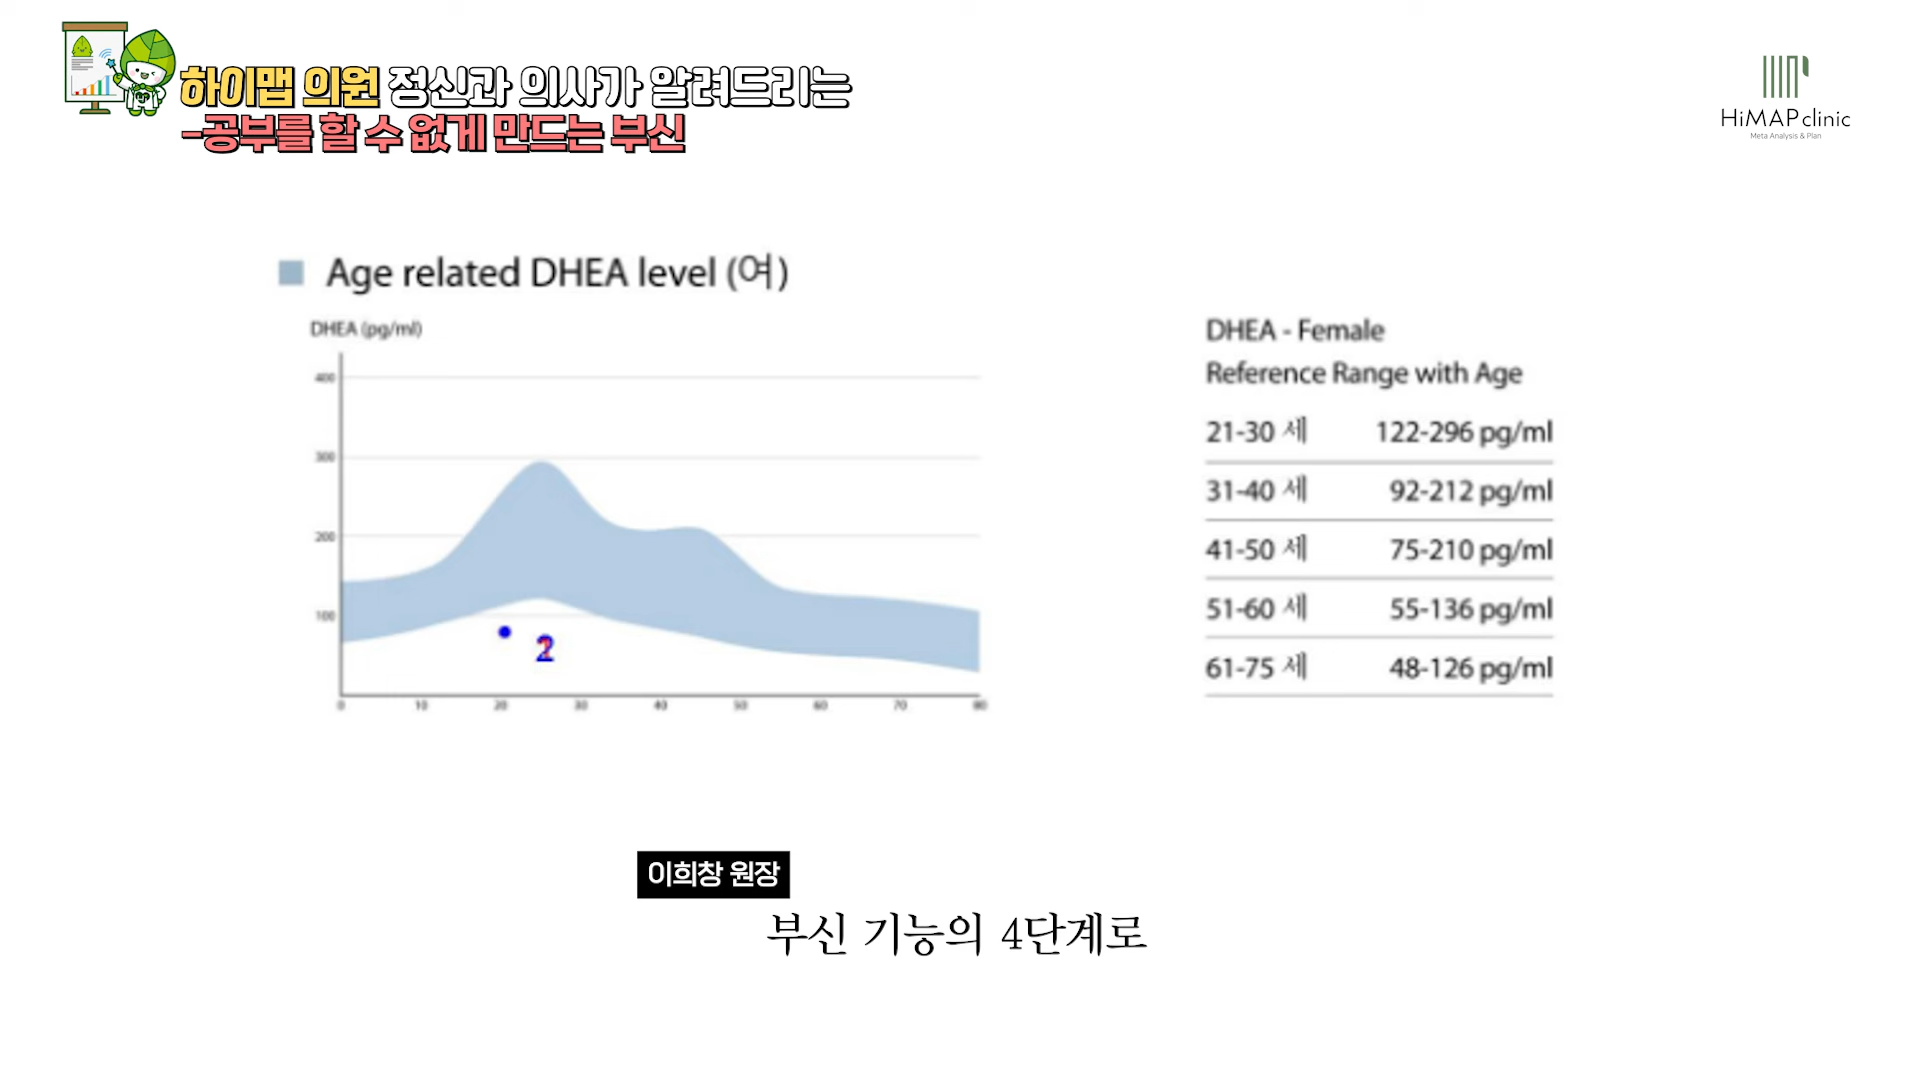 하이맵 의원 정신과 의사가 알려드리는
-공부를 할 수 없게 만드는 부신
HiMAP clinic
Meta Analysis & Plan
Age related DHEA level (여)
DHEA (pg/ml)
400
300
200
100
0 10 20 30 40 50 60 70 80
DHEA - Female
Reference Range with Age
21-30 세 122-296 pg/ml
31-40 세 92-212 pg/ml
41-50 세 75-210 pg/ml
51-60 세 55-136 pg/ml
61-75 세 48-126 pg/ml
이희창 원장
부신 기능의 4단계로